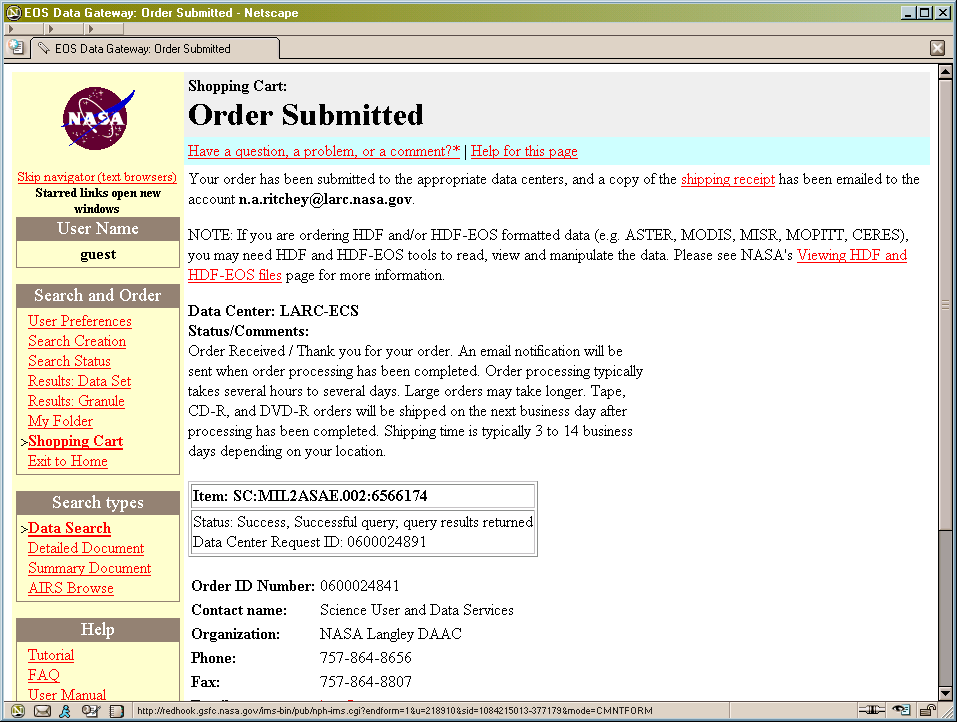 EOS Data Gateway: Order Submitted - Netscape
EOS Data Gateway: Order Submitted
NASA
Skip navigator (text browsers)
Starred links open new
windows
User Name
guest
Search and Order
User Preferences
Search Creation
Search Status
Results: Data Set
Results: Granule
My Folder
>Shopping Cart
Exit to Home
Search types
>Data Search
Detailed Document
Summary Document
AIRS Browse
Help
Tutorial
FAQ
User Manual
Shopping Cart:
Order Submitted
Have a question, a problem, or a comment?* | Help for this page
Your order has been submitted to the appropriate data centers, and a copy of the shipping receipt has been emailed to the
account n.a.ritchey@larc.nasa.gov.
NOTE: If you are ordering HDF and/or HDF-EOS formatted data (e.g. ASTER, MODIS, MISR, MOPITT, CERES),
you may need HDF and HDF-EOS tools to read, view and manipulate the data. Please see NASA's Viewing HDF and
HDF-EOS files page for more information.
Data Center: LARC-ECS
Status/Comments:
Order Received / Thank you for your order. An email notification will be
sent when order processing has been completed. Order processing typically
takes several hours to several days. Large orders may take longer. Tape,
CD-R, and DVD-R orders will be shipped on the next business day after
processing has been completed. Shipping time is typically 3 to 14 business
days depending on your location.
Item: SC:MIL2ASAE.002:6566174
Status: Success, Successful query; query results returned
Data Center Request ID: 0600024891
Order ID Number: 0600024841
Contact name: Science User and Data Services
Organization: NASA Langley DAAC
Phone: 757-864-8656
Fax: 757-864-8807
http://redhook.gsfc.nasa.gov/ims-bin/pub/nph-ims.cgi?endform=1&u=218910&sid=1084215013-377179&mode=CMNTFORM